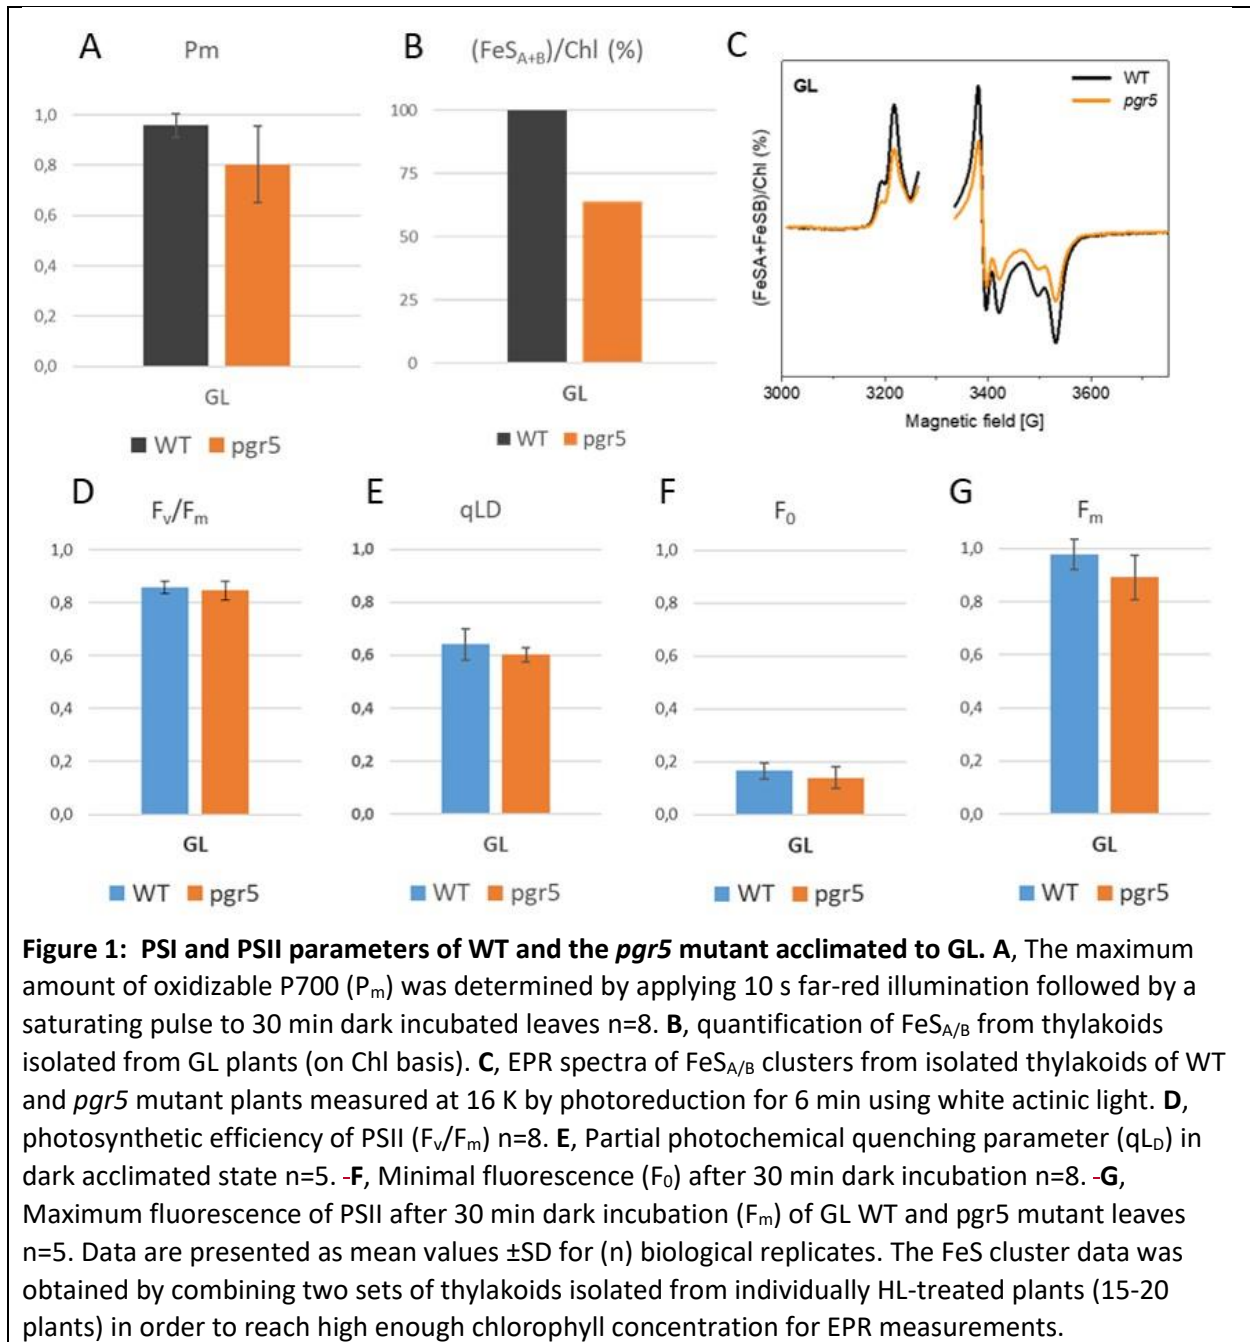 A
Pm
1,0
0,8
0,6
0,4
0,2
0,0
GL
WT pgr5
B
(FeSA+B)/Chl (%)
100
75
50
25
0
GL
WT pgr5
C
GL
WT
pgr5
(FeSA+FeSB)/Chl (%)
3000 3200 3400 3600
Magnetic field [G]
D
Fv/Fm
1,0
0,8
0,6
0,4
0,2
0,0
GL
WT pgr5
E
qLD
1,0
0,8
0,6
0,4
0,2
0,0
GL
WT pgr5
F
F0
1,0
0,8
0,6
0,4
0,2
0,0
GL
WT pgr5
G
Fm
1,0
0,8
0,6
0,4
0,2
0,0
GL
WT pgr5
Figure 1: PSI and PSII parameters of WT and the pgr5 mutant acclimated to GL. A, The maximum
amount of oxidizable P700 (Pm) was determined by applying 10 s far-red illumination followed by a
saturating pulse to 30 min dark incubated leaves n=8. B, quantification of FeSA/B from thylakoids
isolated from GL plants (on Chl basis). C, EPR spectra of FeSA/B clusters from isolated thylakoids of WT
and pgr5 mutant plants measured at 16 K by photoreduction for 6 min using white actinic light. D,
photosynthetic efficiency of PSII (Fv/Fm) n=8. E, Partial photochemical quenching parameter (qLD) in
dark acclimated state n=5. -F, Minimal fluorescence (F0) after 30 min dark incubation n=8. -G,
Maximum fluorescence of PSII after 30 min dark incubation (Fm) of GL WT and pgr5 mutant leaves
n=5. Data are presented as mean values ±SD for (n) biological replicates. The FeS cluster data was
obtained by combining two sets of thylakoids isolated from individually HL-treated plants (15-20
plants) in order to reach high enough chlorophyll concentration for EPR measurements.